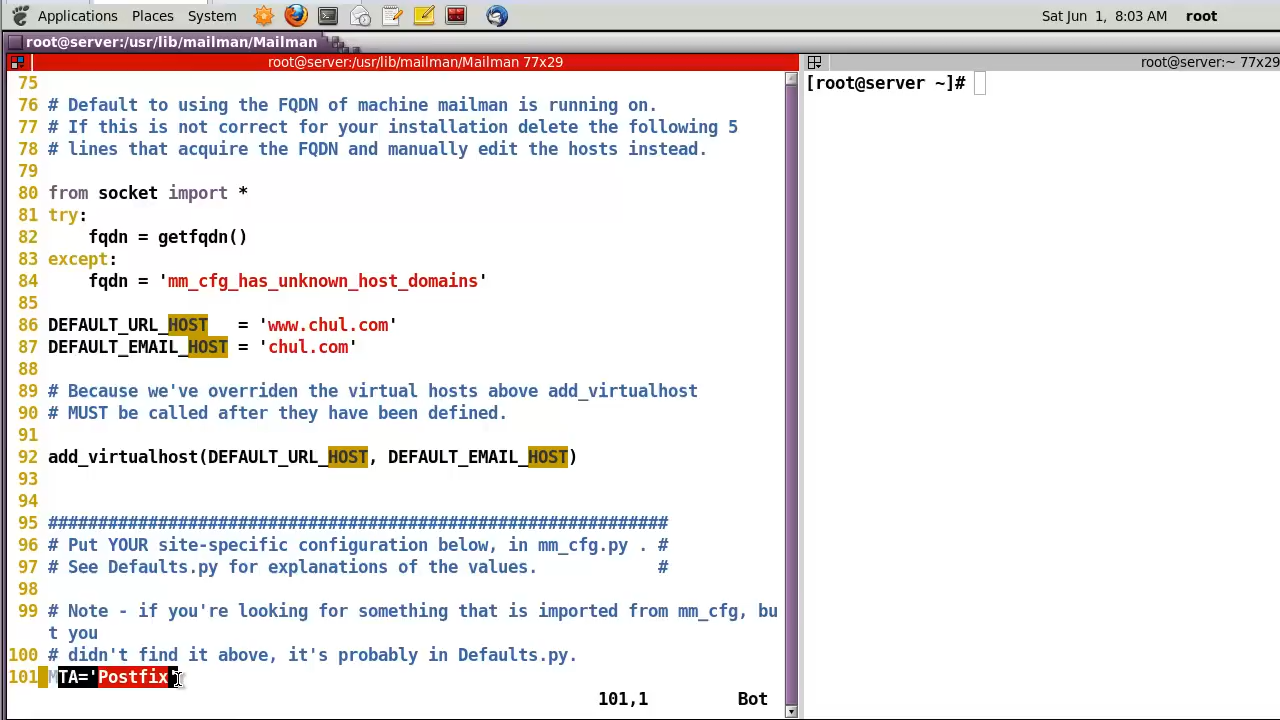 Applications Places System Sat Jun 1, 8:03 AM root
root@server:/usr/lib/mailman/Mailman
root@server:/usr/lib/mailman/Mailman 77x29
root@server:~ 77x29
[root@server ~]#
75
76 # Default to using the FQDN of machine mailman is running on.
77 # If this is not correct for your installation delete the following 5
78 # lines that acquire the FQDN and manually edit the hosts instead.
79
80 from socket import *
81 try:
82     fqdn = getfqdn()
83 except:
84     fqdn = 'mm_cfg_has_unknown_host_domains'
85
86 DEFAULT_URL_HOST   = 'www.chul.com'
87 DEFAULT_EMAIL_HOST = 'chul.com'
88
89 # Because we've overriden the virtual hosts above add_virtualhost
90 # MUST be called after they have been defined.
91
92 add_virtualhost(DEFAULT_URL_HOST, DEFAULT_EMAIL_HOST)
93
94
95 ##############################################################
96 # Put YOUR site-specific configuration below, in mm_cfg.py . #
97 # See Defaults.py for explanations of the values.            #
98
99 # Note - if you're looking for something that is imported from mm_cfg, bu
t you
100 # didn't find it above, it's probably in Defaults.py.
101 MTA='Postfix'
101,1 Bot